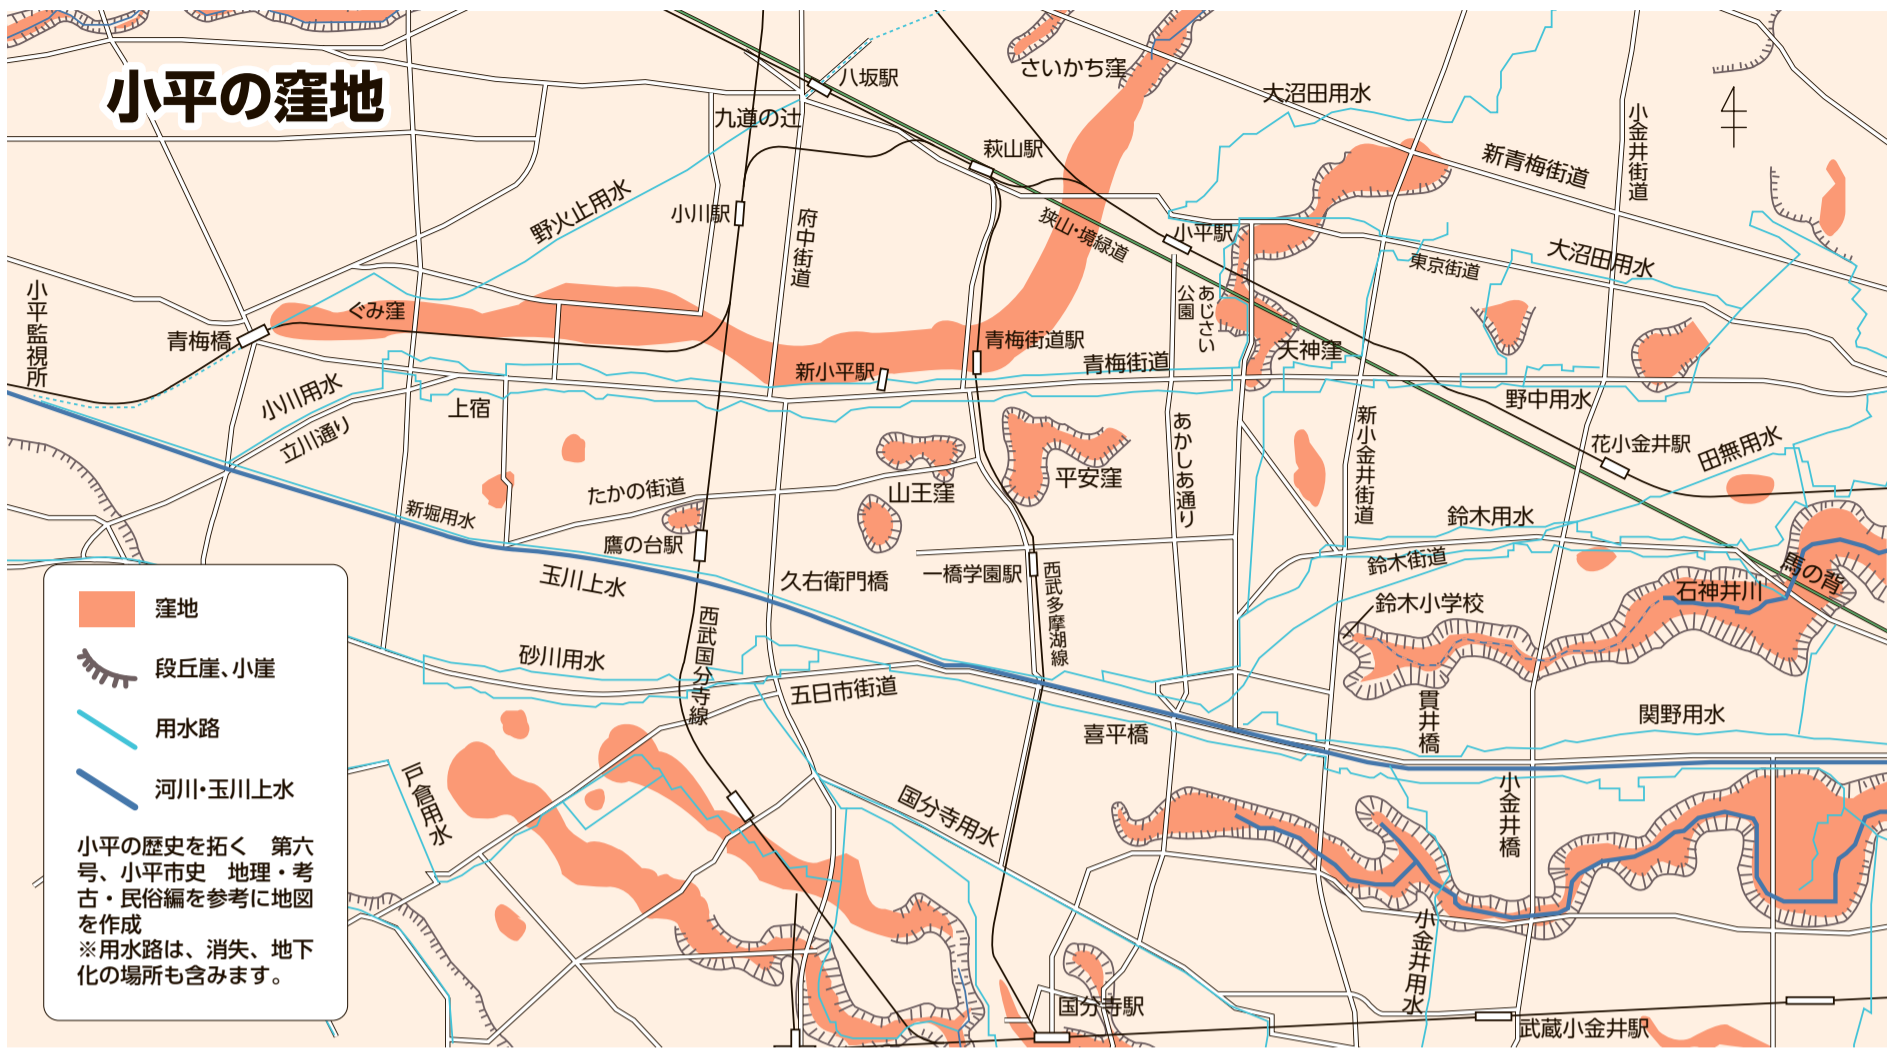 小平の窪地
八坂駅
さいかち窪
大沼田用水
九道の辻
小金井街道
萩山駅
新青梅街道
野火止用水
小川駅
府中街道
狭山・境緑道
小平駅
東京街道
大沼田用水
小平監視所
ぐみ窪
青梅橋
あじさい
公園
青梅街道駅
青梅街道
天神窪
新小平駅
小川用水
上宿
立川通り
野中用水
あかしあ通り
新小金井街道
花小金井駅
田無用水
たかの街道
山王窪
平安窪
新堀用水
鈴木用水
鷹の台駅
玉川上水
久右衛門橋
一橋学園駅
西武多摩湖線
鈴木街道
馬の背
石神井川
鈴木小学校
窪地
段丘崖、小崖
用水路
河川・玉川上水
小平の歴史を拓く　第六
号、小平市史　地理・考
古・民俗編を参考に地図
を作成
※用水路は、消失、地下
化の場所も含みます。
西武国分寺線
砂川用水
五日市街道
貫井橋
関野用水
喜平橋
戸倉用水
国分寺用水
小金井橋
小金井用水
国分寺駅
武蔵小金井駅